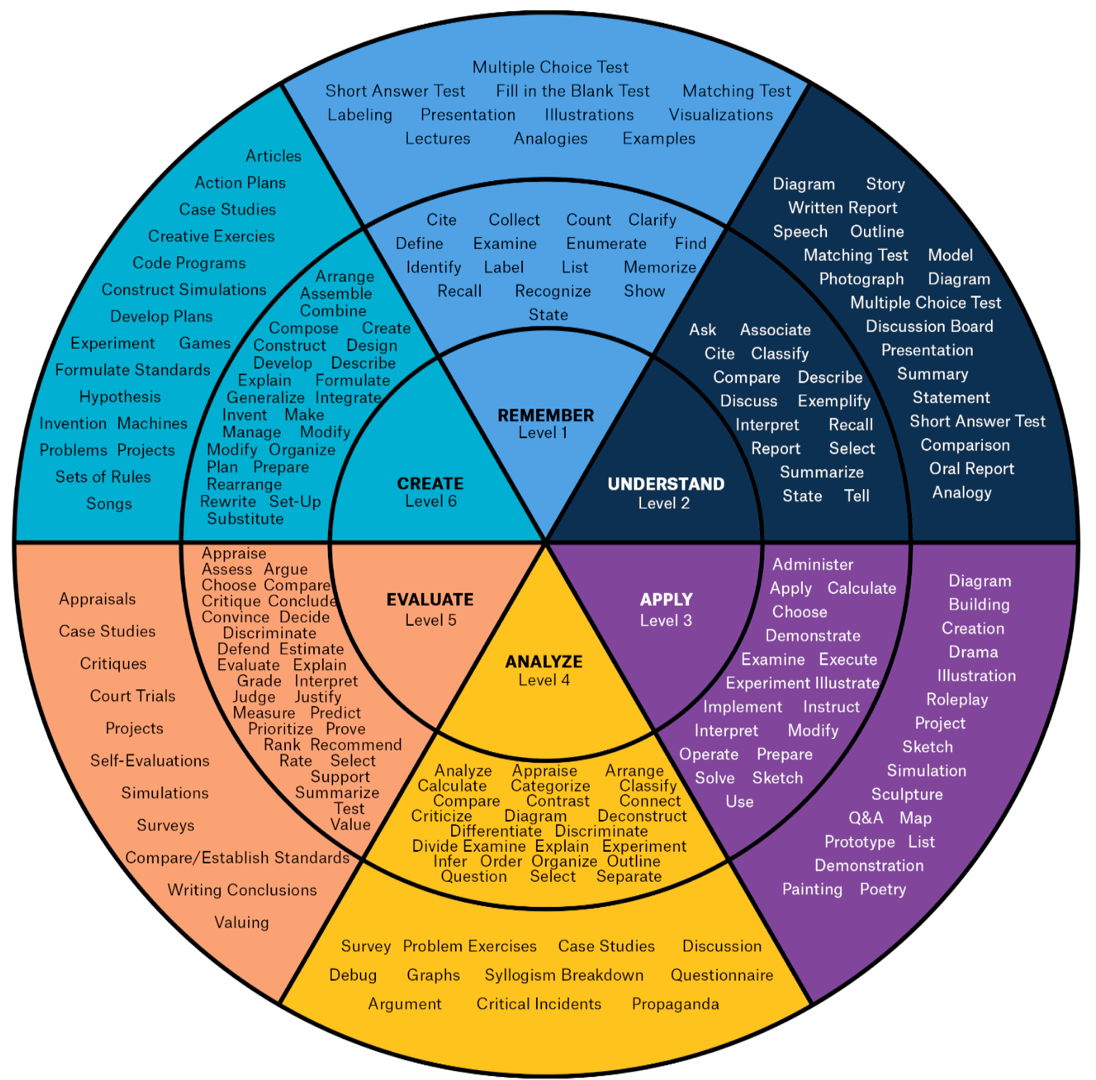 Multiple Choice Test
Short Answer Test Fill in the Blank Test Matching Test
Labeling Presentation Illustrations Visualizations
Lectures Analogies Examples
Cite Collect Count Clarify
Define Examine Enumerate Find
Identify Label List Memorize
Recall Recognize Show
State
REMEMBER
Level 1
Diagram Story
Written Report
Speech Outline
Matching Test Model
Photograph Diagram
Multiple Choice Test
Discussion Board
Presentation
Summary
Statement
Short Answer Test
Comparison
Oral Report
Analogy
Ask Associate
Cite Classify
Compare Describe
Discuss Exemplify
Interpret Recall
Report Select
Summarize
State Tell
UNDERSTAND
Level 2
Diagram
Building
Creation
Drama
Illustration
Roleplay
Project
Sketch
Simulation
Sculpture
Q&A Map
Prototype List
Demonstration
Painting Poetry
Administer
Apply Calculate
Choose
Demonstrate
Examine Execute
Experiment Illustrate
Implement Instruct
Interpret Modify
Operate Prepare
Solve Sketch
Use
APPLY
Level 3
ANALYZE
Level 4
Analyze Appraise Arrange
Calculate Categorize Classify
Compare Contrast Connect
Criticize Diagram Deconstruct
Differentiate Discriminate
Divide Examine Explain Experiment
Infer Order Organize Outline
Question Select Separate
Survey Problem Exercises Case Studies Discussion
Debug Graphs Syllogism Breakdown Questionnaire
Argument Critical Incidents Propaganda
EVALUATE
Level 5
Appraise
Assess Argue
Choose Compare
Critique Conclude
Convince Decide
Discriminate
Defend Estimate
Evaluate Explain
Grade Interpret
Judge Justify
Measure Predict
Prioritize Prove
Rank Recommend
Rate Select
Support
Summarize
Test
Value
Appraisals
Case Studies
Critiques
Court Trials
Projects
Self-Evaluations
Simulations
Surveys
Compare/Establish Standards
Writing Conclusions
Valuing
CREATE
Level 6
Arrange
Assemble
Combine
Compose Create
Construct Design
Develop Describe
Explain Formulate
Generalize Integrate
Invent Make
Manage Modify
Modify Organize
Plan Prepare
Rearrange
Rewrite Set-Up
Substitute
Articles
Action Plans
Case Studies
Creative Exercies
Code Programs
Construct Simulations
Develop Plans
Experiment Games
Formulate Standards
Hypothesis
Invention Machines
Problems Projects
Sets of Rules
Songs